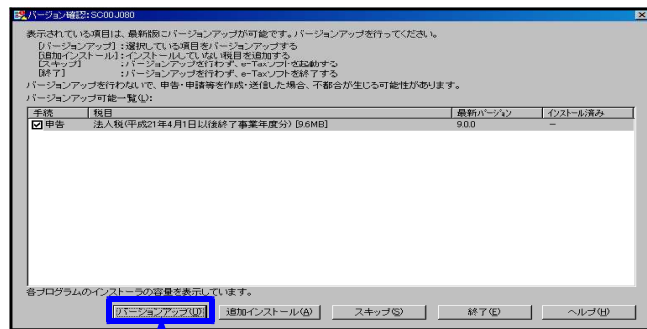 バージョン確認:SC00J080
表示されている項目は、最新版にバージョンアップが可能です。バージョンアップを行ってください。
[バージョンアップ] :選択している項目をバージョンアップする
[追加インストール] :インストールしていない税目を追加する
[スキップ] :バージョンアップを行わず、e-Taxソフトを起動する
[終了] :バージョンアップを行わず、e-Taxソフトを終了する
バージョンアップを行わないで、申告・申請等を作成・送信した場合、不都合が生じる可能性があります。
バージョンアップ可能一覧(L):
手続 税目 最新バージョン インストール済み
申告 法人税(平成21年4月1日以後終了事業年度分) [9.6MB] 9.0.0 -
各プログラムのインストーラの容量を表示しています。
バージョンアップ(U) 追加インストール(A) スキップ(S) 終了(E) ヘルプ(H)